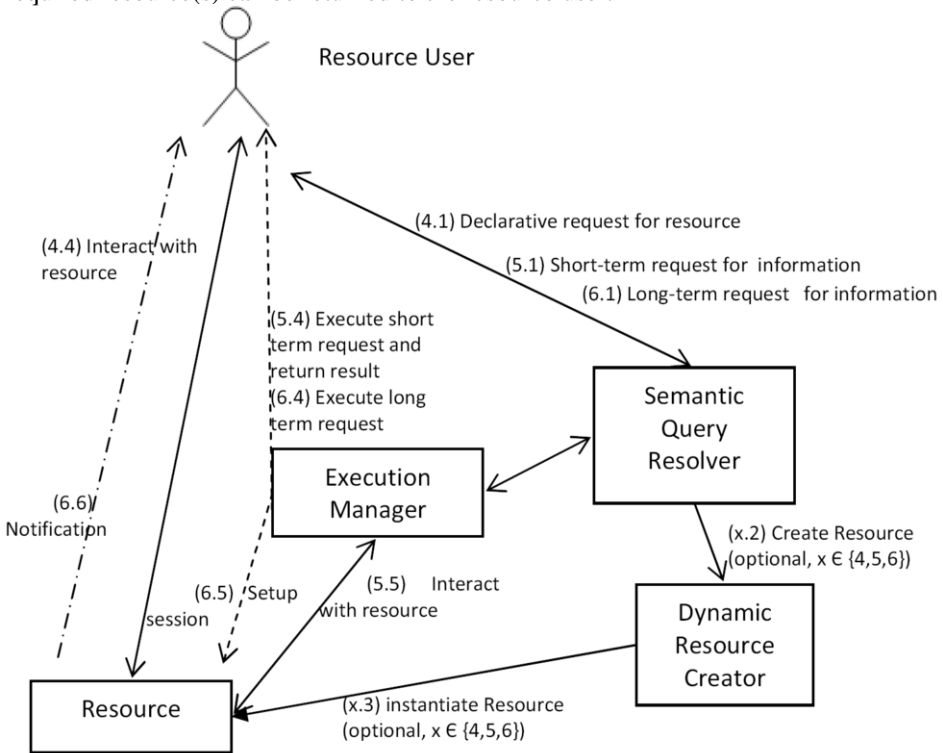 Resource User
(4.1) Declarative request for resource
(4.4) Interact with
resource
(5.1) Short-term request for information
(6.1) Long-term request for information
(5.4) Execute short
term request and
return result
(6.4) Execute long
term request
Semantic
Query
Resolver
Execution
Manager
(6.6)
Notification
(x.2) Create Resource
(optional, x Є {4,5,6})
(6.5) Setup
session
(5.5) Interact
with resource
Dynamic
Resource
Creator
Resource
(x.3) instantiate Resource
(optional, x Є {4,5,6})